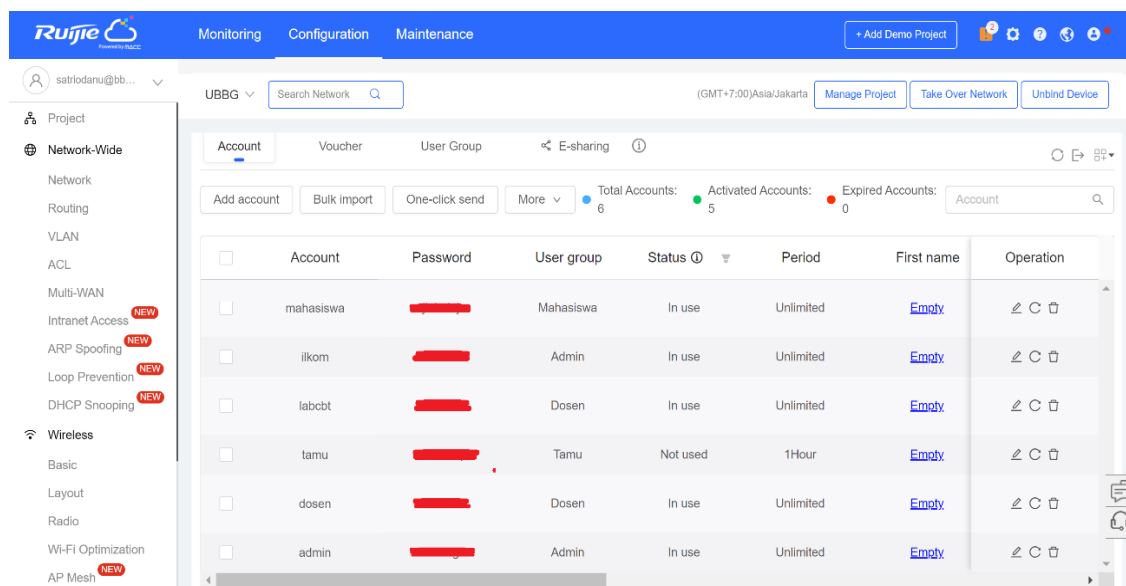 Ruijie
Powerd by MACC
Monitoring Configuration Maintenance
+ Add Demo Project
2
satriodanu@bb...
UBBG Search Network
(GMT+7:00)Asia/Jakarta Manage Project Take Over Network Unbind Device
Project
Network-Wide
Network
Routing
VLAN
ACL
Multi-WAN
Intranet Access NEW
ARP Spoofing NEW
Loop Prevention NEW
DHCP Snooping NEW
Wireless
Basic
Layout
Radio
Wi-Fi Optimization
AP Mesh NEW
Account Voucher User Group E-sharing
Add account Bulk import One-click send More
Total Accounts: 
6
Activated Accounts:
5
Expired Accounts:
0
Account
Account Password User group Status Period First name Operation
mahasiswa Mahasiswa In use Unlimited Empty
ilkom Admin In use Unlimited Empty
labcbt Dosen In use Unlimited Empty
tamu Tamu Not used 1Hour Empty
dosen Dosen In use Unlimited Empty
admin Admin In use Unlimited Empty